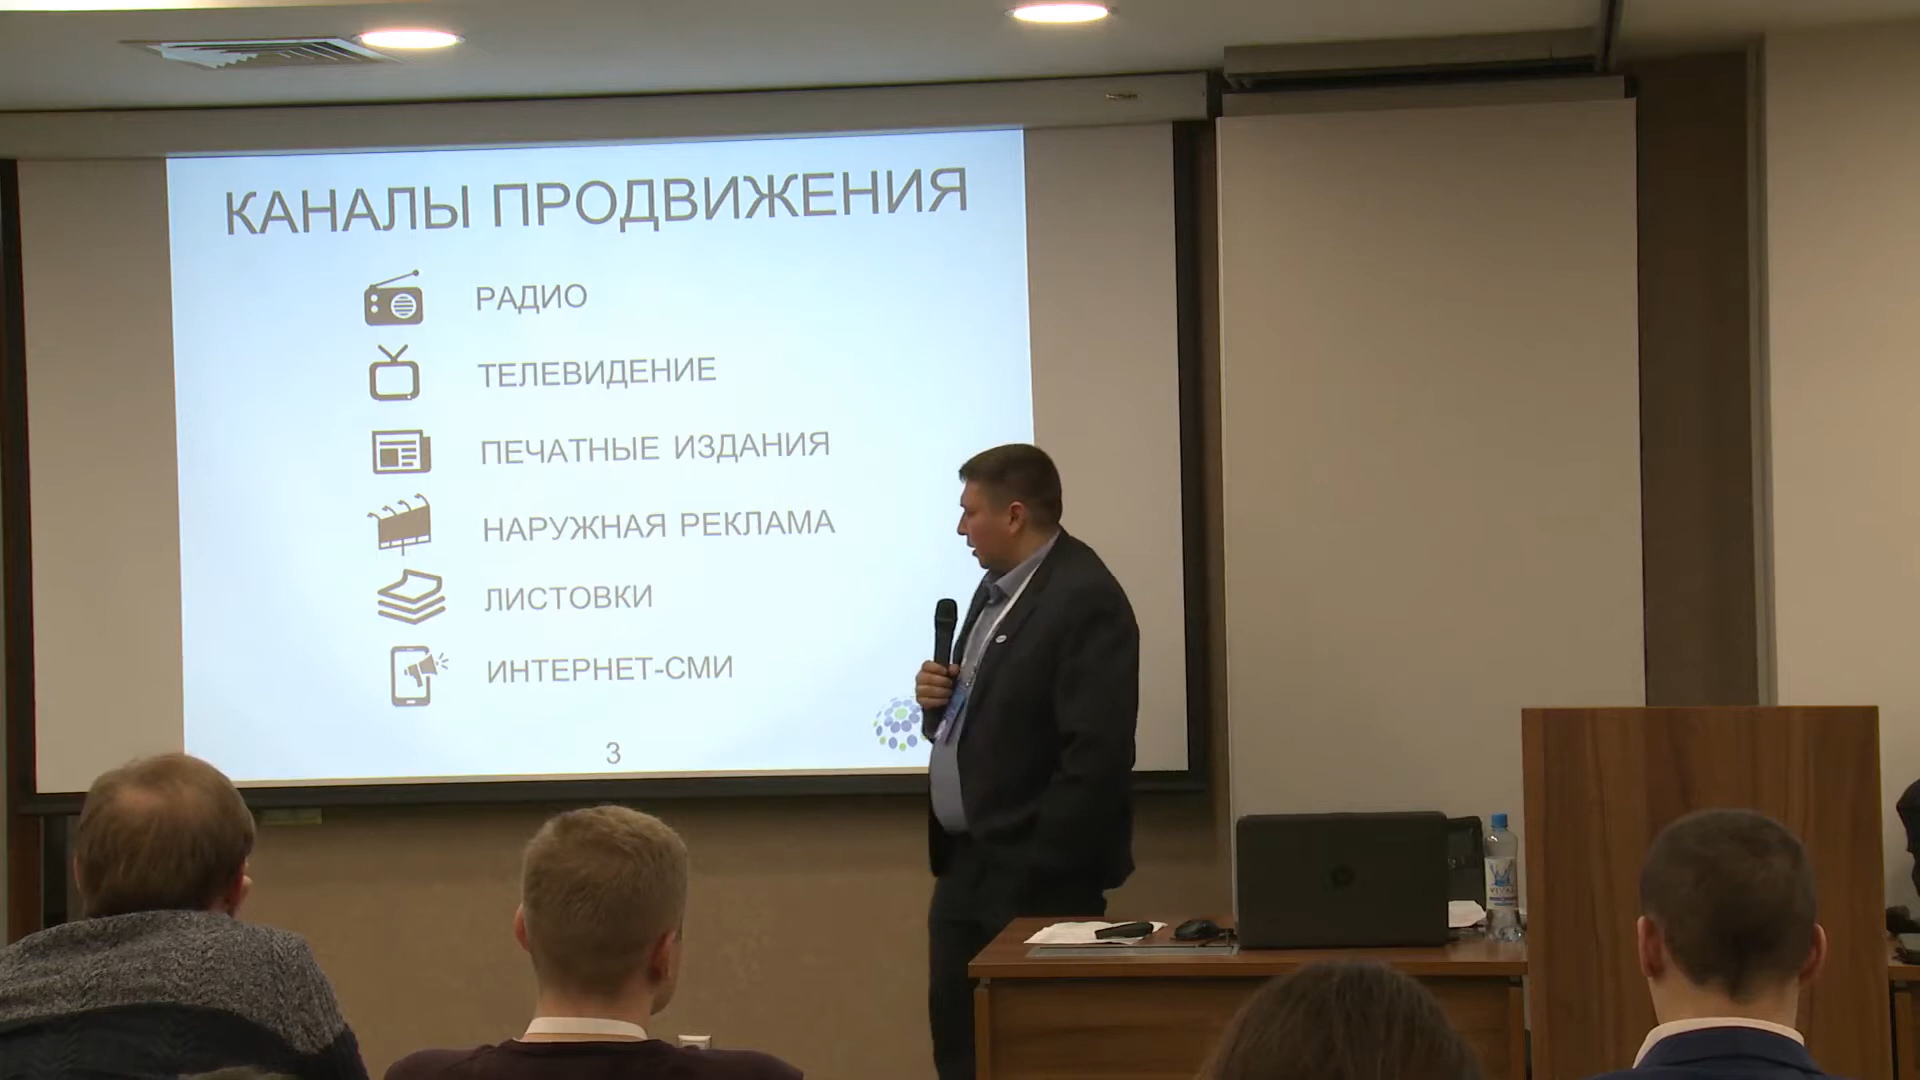 КАНАЛЫ ПРОДВИЖЕНИЯ
РАДИО
ТЕЛЕВИДЕНИЕ
ПЕЧАТНЫЕ ИЗДАНИЯ
НАРУЖНАЯ РЕКЛАМА
ЛИСТОВКИ
ИНТЕРНЕТ-СМИ
3